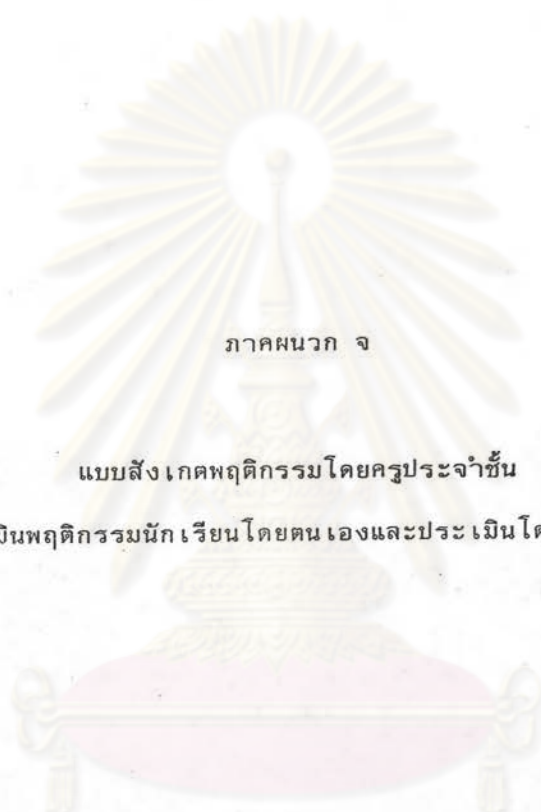 ภาคผนวก จ
แบบสังเกตพฤติกรรมโดยครูประจำชั้น
มินพฤติกรรมนักเรียนโดยตนเองและประเมินโด